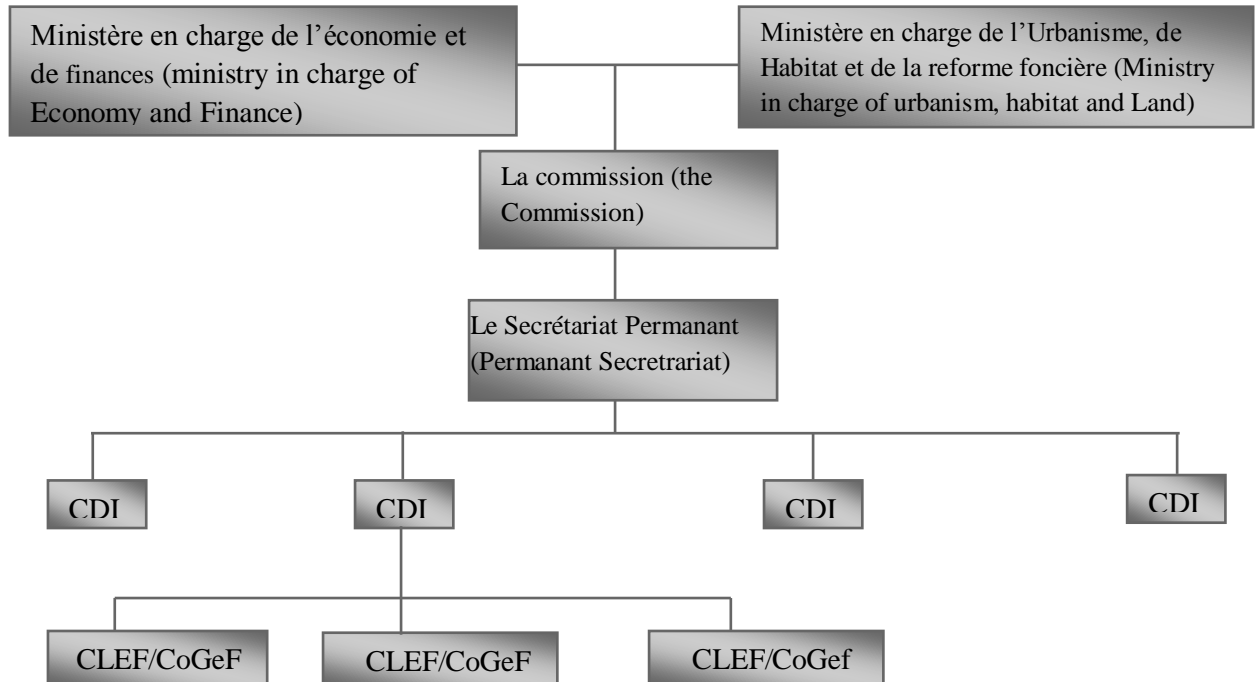 Ministère en charge de l’économie et
de finances (ministry in charge of
Economy and Finance)
Ministère en charge de l’Urbanisme, de
Habitat et de la reforme foncière (Ministry
in charge of urbanism, habitat and Land)
La commission (the
Commission)
Le Secrétariat Permanant
(Permanant Secretrariat)
CDI
CDI
CDI
CDI
CLEF/CoGeF
CLEF/CoGeF
CLEF/CoGef